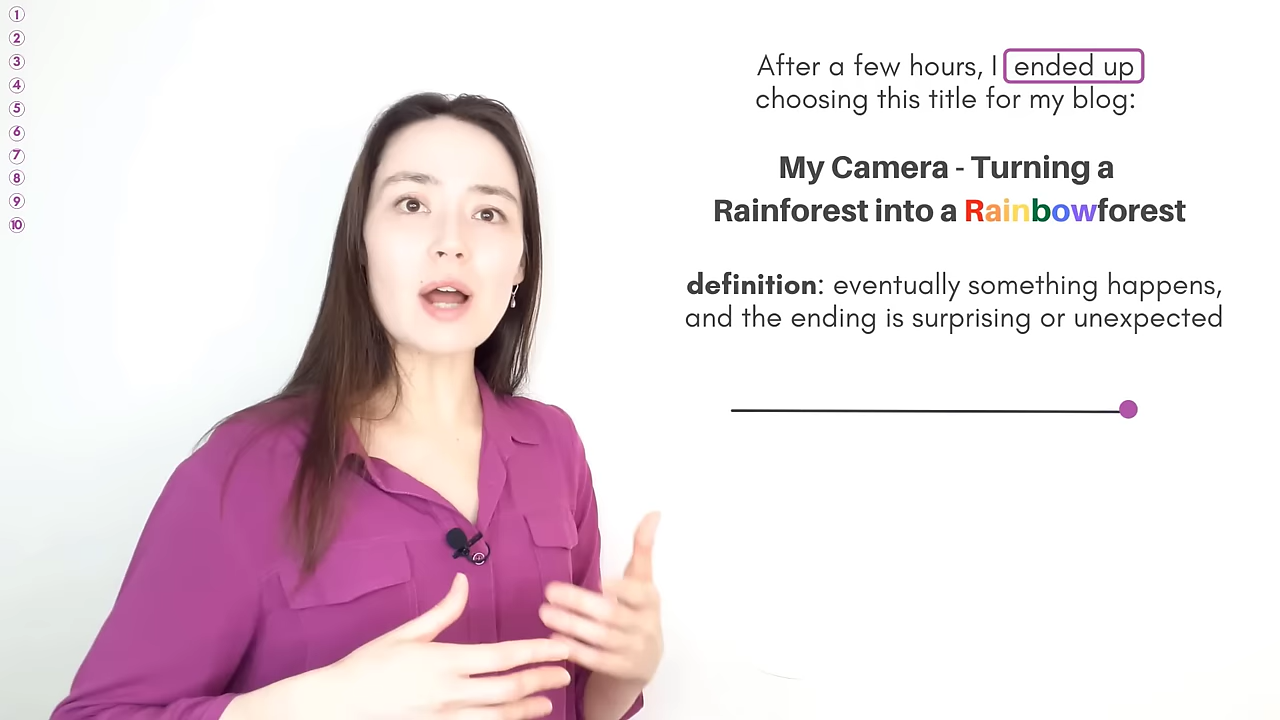 ①
②
③
④
⑤
⑥
⑦
⑧
⑨
⑩
After a few hours, I ended up
choosing this title for my blog:
My Camera - Turning a
Rainforest into a Rainbowforest
definition: eventually something happens,
and the ending is surprising or unexpected